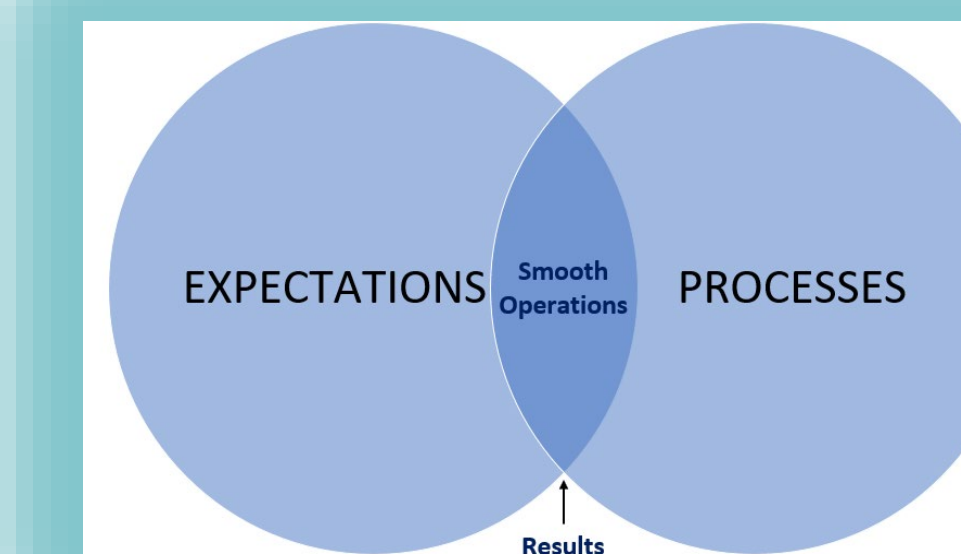 EXPECTATIONS
Smooth
Operations
PROCESSES
Results